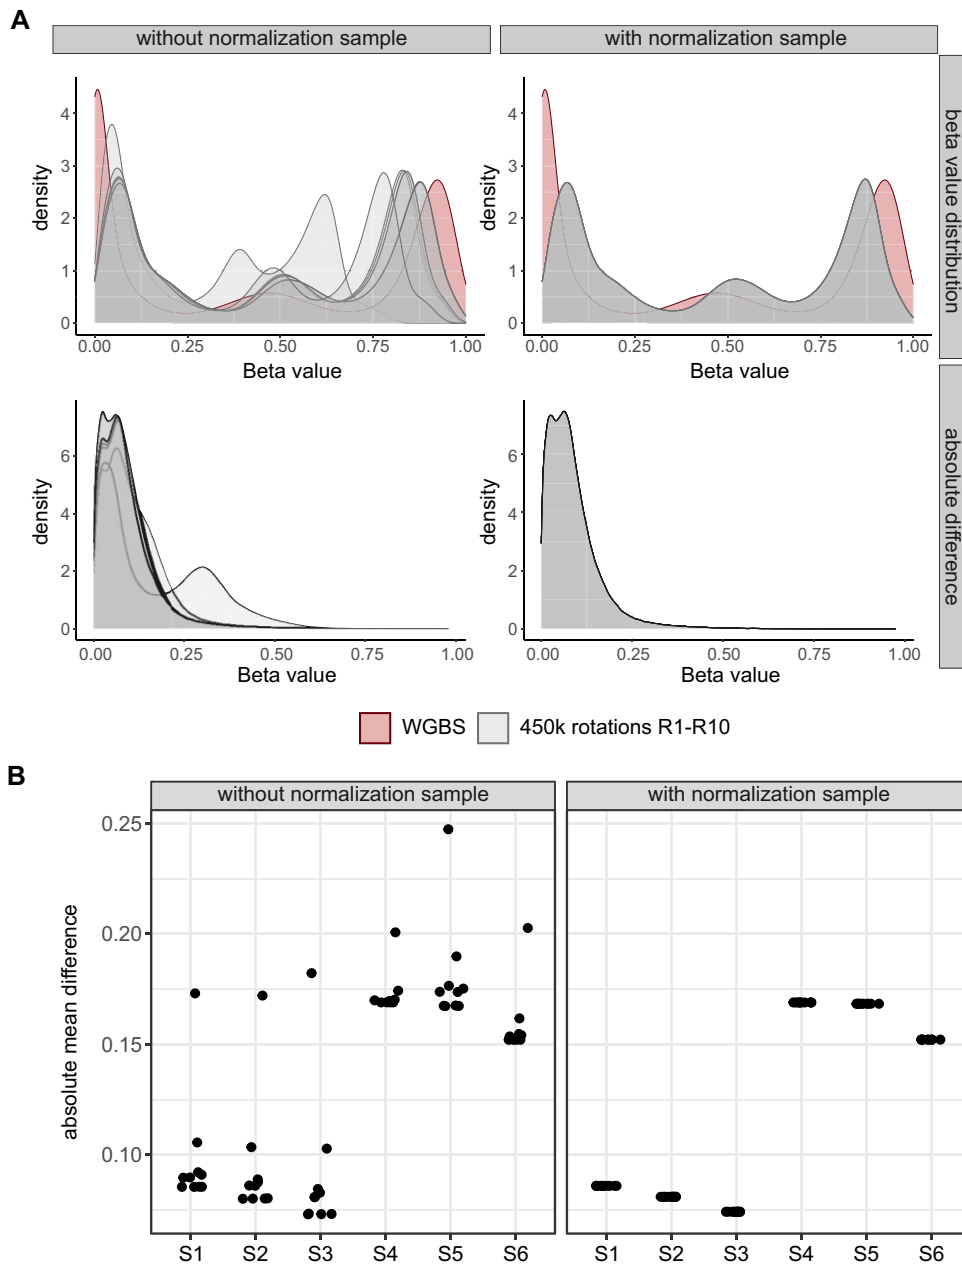 A
without normalization sample
with normalization sample
density
4
3
2
1
0
0.00 0.25 0.50 0.75 1.00
Beta value
density
4
3
2
1
0
0.00 0.25 0.50 0.75 1.00
Beta value
beta value distribution
density
6
4
2
0
0.00 0.25 0.50 0.75 1.00
Beta value
density
6
4
2
0
0.00 0.25 0.50 0.75 1.00
Beta value
absolute difference
WGBS 450k rotations R1-R10
B
without normalization sample
with normalization sample
absolute mean difference
0.25
0.20
0.15
0.10
S1 S2 S3 S4 S5 S6
S1 S2 S3 S4 S5 S6